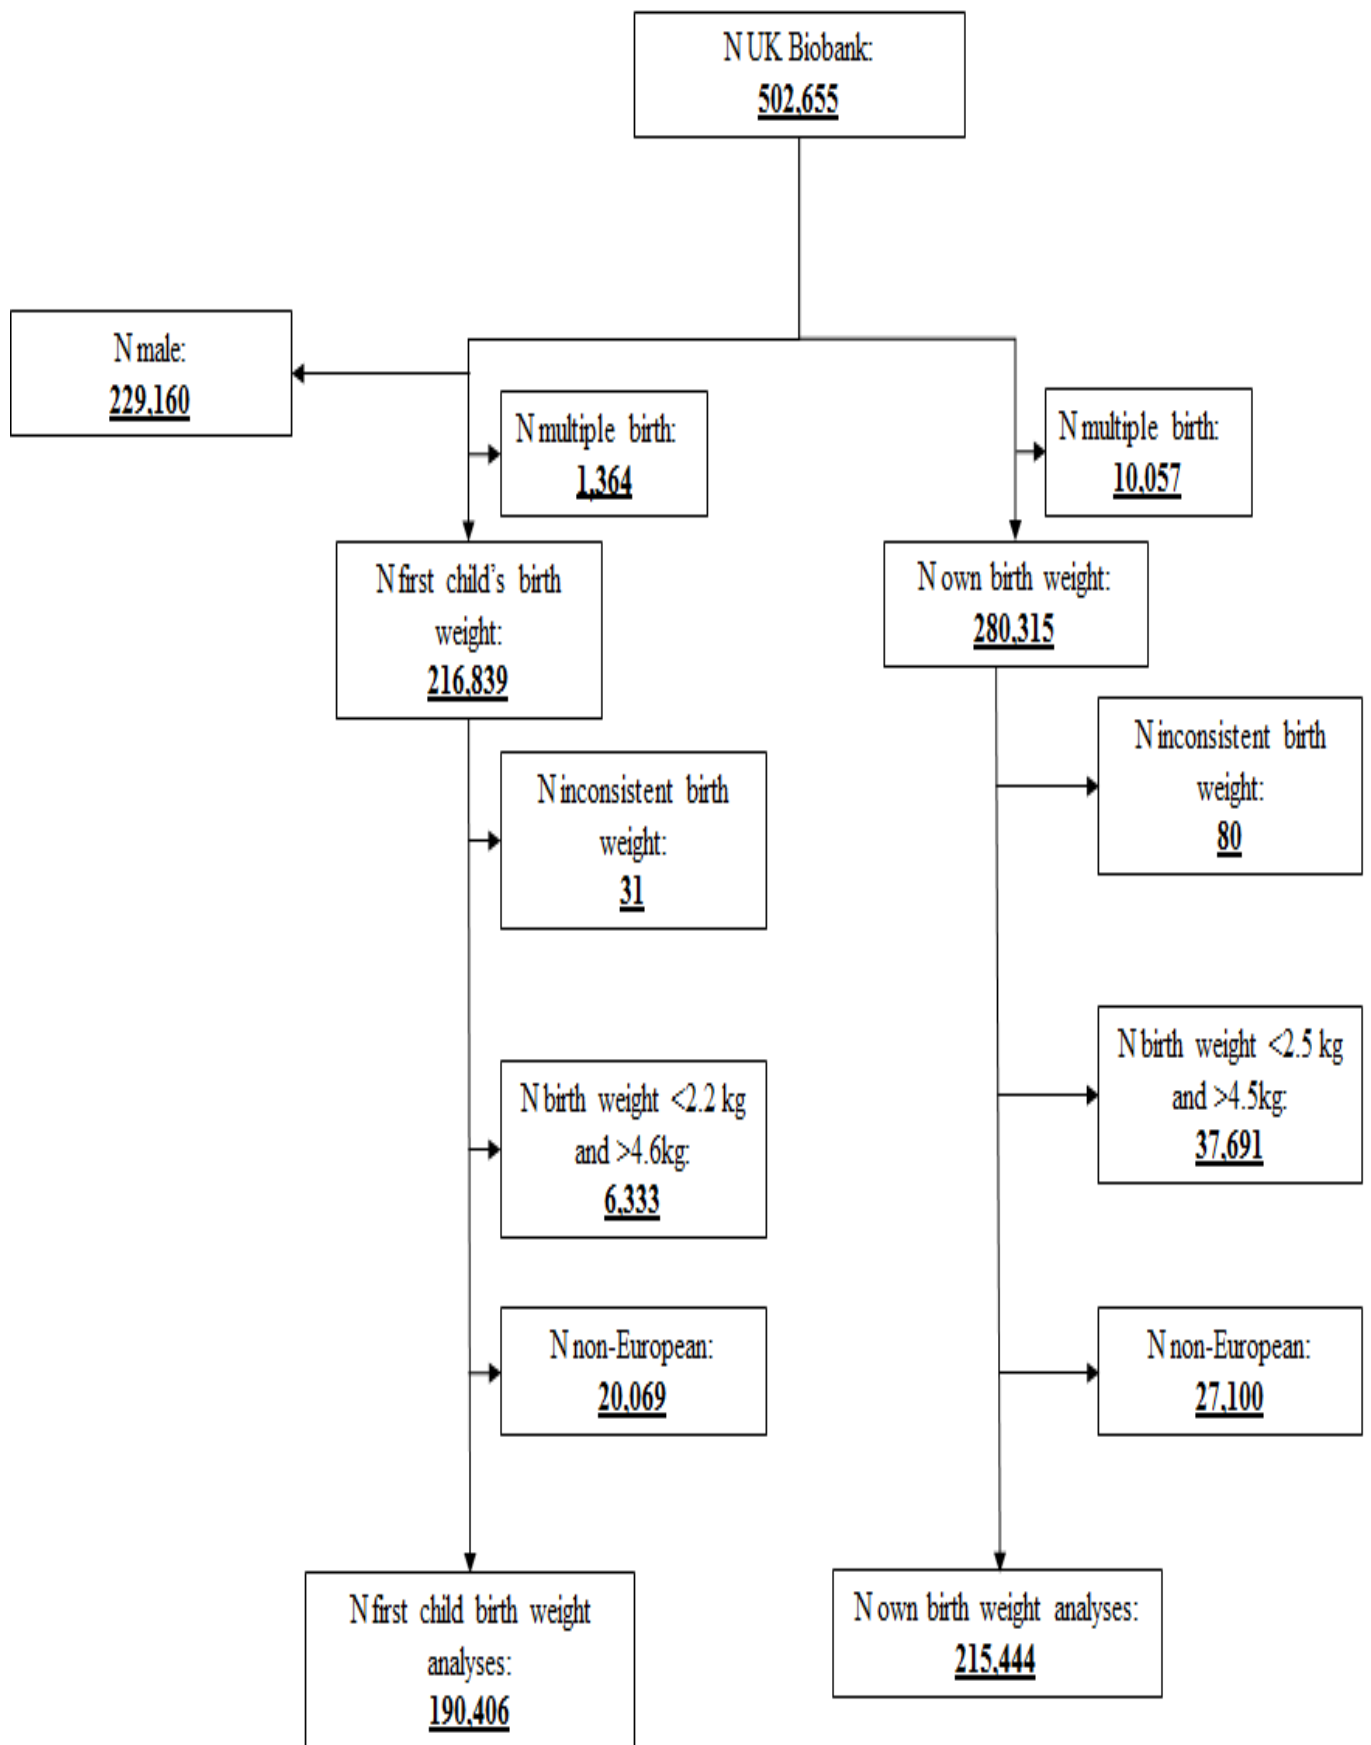 N UK Biobank:
502,655
N male:
229,160
N multiple birth:
1,364
N multiple birth:
10,057
N first child's birth
weight:
216,839
N own birth weight:
280,315
N inconsistent birth
weight:
31
N inconsistent birth
weight:
80
N birth weight <2.2 kg
and >4.6kg:
6,333
N birth weight <2.5 kg
and >4.5kg:
37,691
N non-European:
20,069
N non-European:
27,100
N first child birth weight
analyses:
190,406
N own birth weight analyses:
215,444